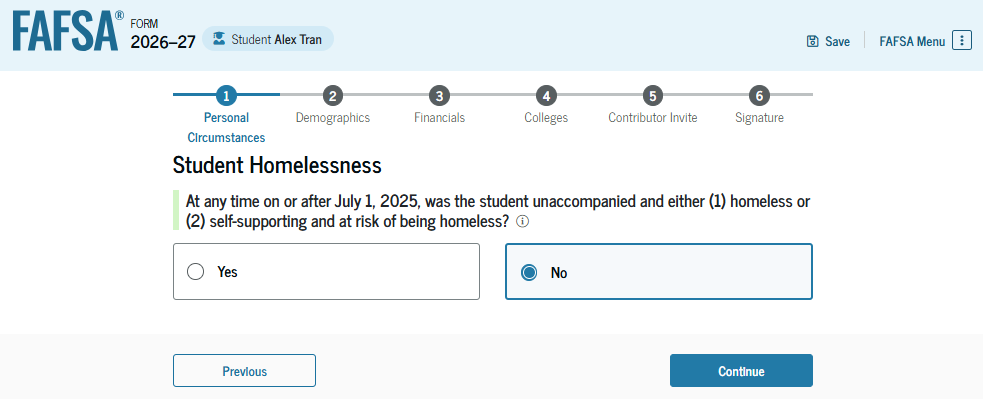 FAFSA® FORM 2026–27
Student Alex Tran
Save
FAFSA Menu
1
2
3
4
5
6
Personal Circumstances
Demographics
Financials
Colleges
Contributor Invite
Signature
Student Homelessness
At any time on or after July 1, 2025, was the student unaccompanied and either (1) homeless or
(2) self-supporting and at risk of being homeless? ⓘ
Yes
No
Previous
Continue